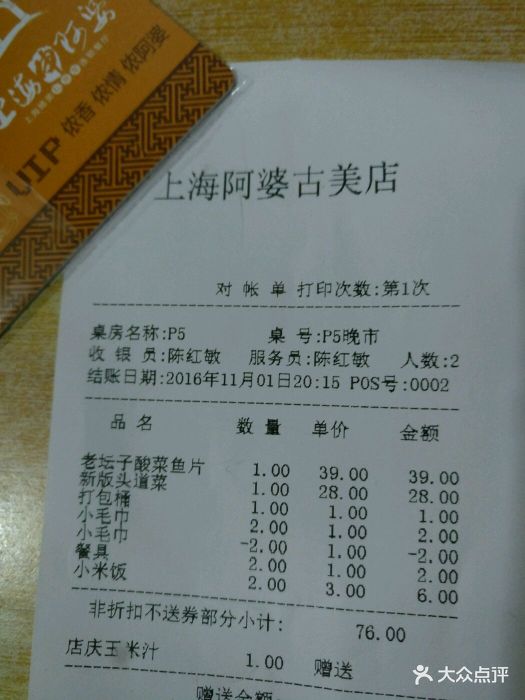 上海阿婆
VIP 侬香 侬情 侬阿婆
上海阿婆古美店
对 帐 单 打印次数:第1次
桌房名称:P5 桌 号:P5晚市
收 银 员:陈红敏 服务员:陈红敏 人数:2
结账日期:2016年11月01日20:15 POS号:0002
品 名 数 量 单价 金额
老坛子酸菜鱼片 1.00 39.00 39.00
新版头道菜 1.00 28.00 28.00
打包桶 1.00 1.00 1.00
小毛巾 2.00 1.00 2.00
小毛巾 -2.00 1.00 -2.00
餐具 2.00 1.00 2.00
小米饭 2.00 3.00 6.00
非折扣不送券部分小计: 76.00
店庆玉米汁 1.00 赠送
赠送金额:
大众点评